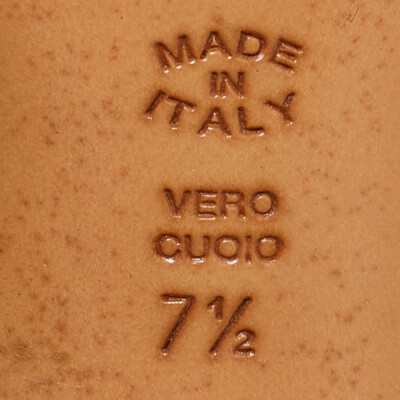 MADE
IN
ITALY
VERO
CUOIO
7½